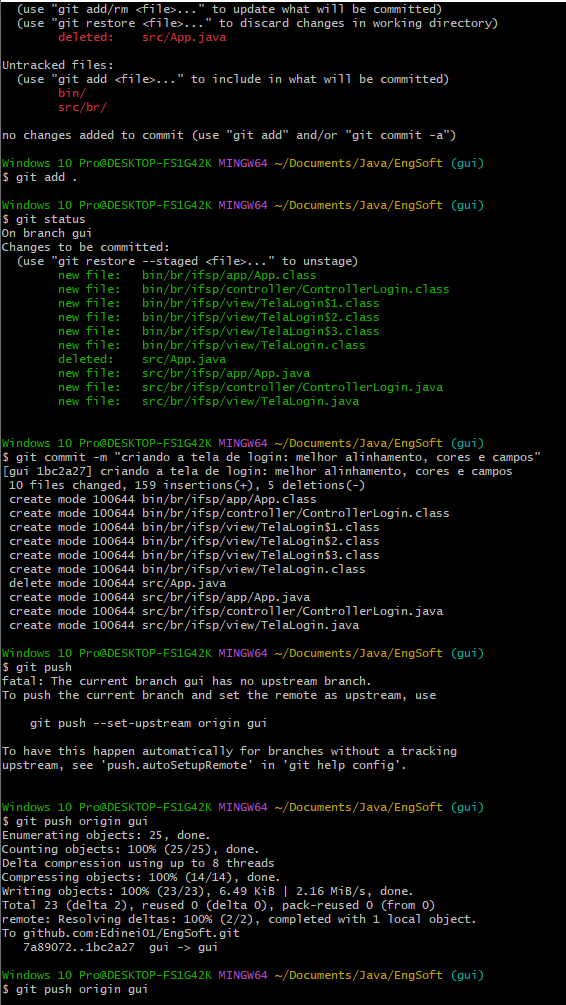 (use "git add/rm <file>..." to update what will be committed)
(use "git restore <file>..." to discard changes in working directory)
deleted:    src/App.java
Untracked files:
(use "git add <file>..." to include in what will be committed)
bin/
src/br/
no changes added to commit (use "git add" and/or "git commit -a")
Windows 10 Pro@DESKTOP-FS1G42K MINGW64 ~/Documents/Java/EngSoft (gui)
$ git add .
Windows 10 Pro@DESKTOP-FS1G42K MINGW64 ~/Documents/Java/EngSoft (gui)
$ git status
On branch gui
Changes to be committed:
(use "git restore --staged <file>..." to unstage)
new file:   bin/br/ifsp/app/App.class
new file:   bin/br/ifsp/controller/ControllerLogin.class
new file:   bin/br/ifsp/view/TelaLogin$1.class
new file:   bin/br/ifsp/view/TelaLogin$2.class
new file:   bin/br/ifsp/view/TelaLogin$3.class
new file:   bin/br/ifsp/view/TelaLogin.class
deleted:    src/App.java
new file:   src/br/ifsp/app/App.java
new file:   src/br/ifsp/controller/ControllerLogin.java
new file:   src/br/ifsp/view/TelaLogin.java
Windows 10 Pro@DESKTOP-FS1G42K MINGW64 ~/Documents/Java/EngSoft (gui)
$ git commit -m "criando a tela de login: melhor alinhamento, cores e campos"
[gui 1bc2a27] criando a tela de login: melhor alinhamento, cores e campos
10 files changed, 159 insertions(+), 5 deletions(-)
create mode 100644 bin/br/ifsp/app/App.class
create mode 100644 bin/br/ifsp/controller/ControllerLogin.class
create mode 100644 bin/br/ifsp/view/TelaLogin$1.class
create mode 100644 bin/br/ifsp/view/TelaLogin$2.class
create mode 100644 bin/br/ifsp/view/TelaLogin$3.class
create mode 100644 bin/br/ifsp/view/TelaLogin.class
delete mode 100644 src/App.java
create mode 100644 src/br/ifsp/app/App.java
create mode 100644 src/br/ifsp/controller/ControllerLogin.java
create mode 100644 src/br/ifsp/view/TelaLogin.java
Windows 10 Pro@DESKTOP-FS1G42K MINGW64 ~/Documents/Java/EngSoft (gui)
$ git push
fatal: The current branch gui has no upstream branch.
To push the current branch and set the remote as upstream, use
git push --set-upstream origin gui
To have this happen automatically for branches without a tracking
upstream, see 'push.autoSetupRemote' in 'git help config'.
Windows 10 Pro@DESKTOP-FS1G42K MINGW64 ~/Documents/Java/EngSoft (gui)
$ git push origin gui
Enumerating objects: 25, done.
Counting objects: 100% (25/25), done.
Delta compression using up to 8 threads
Compressing objects: 100% (14/14), done.
Writing objects: 100% (23/23), 6.49 KiB | 2.16 MiB/s, done.
Total 23 (delta 2), reused 0 (delta 0), pack-reused 0 (from 0)
remote: Resolving deltas: 100% (2/2), completed with 1 local object.
To github.com:Edinei01/EngSoft.git
7a89072..1bc2a27  gui -> gui
Windows 10 Pro@DESKTOP-FS1G42K MINGW64 ~/Documents/Java/EngSoft (gui)
$ git push origin gui